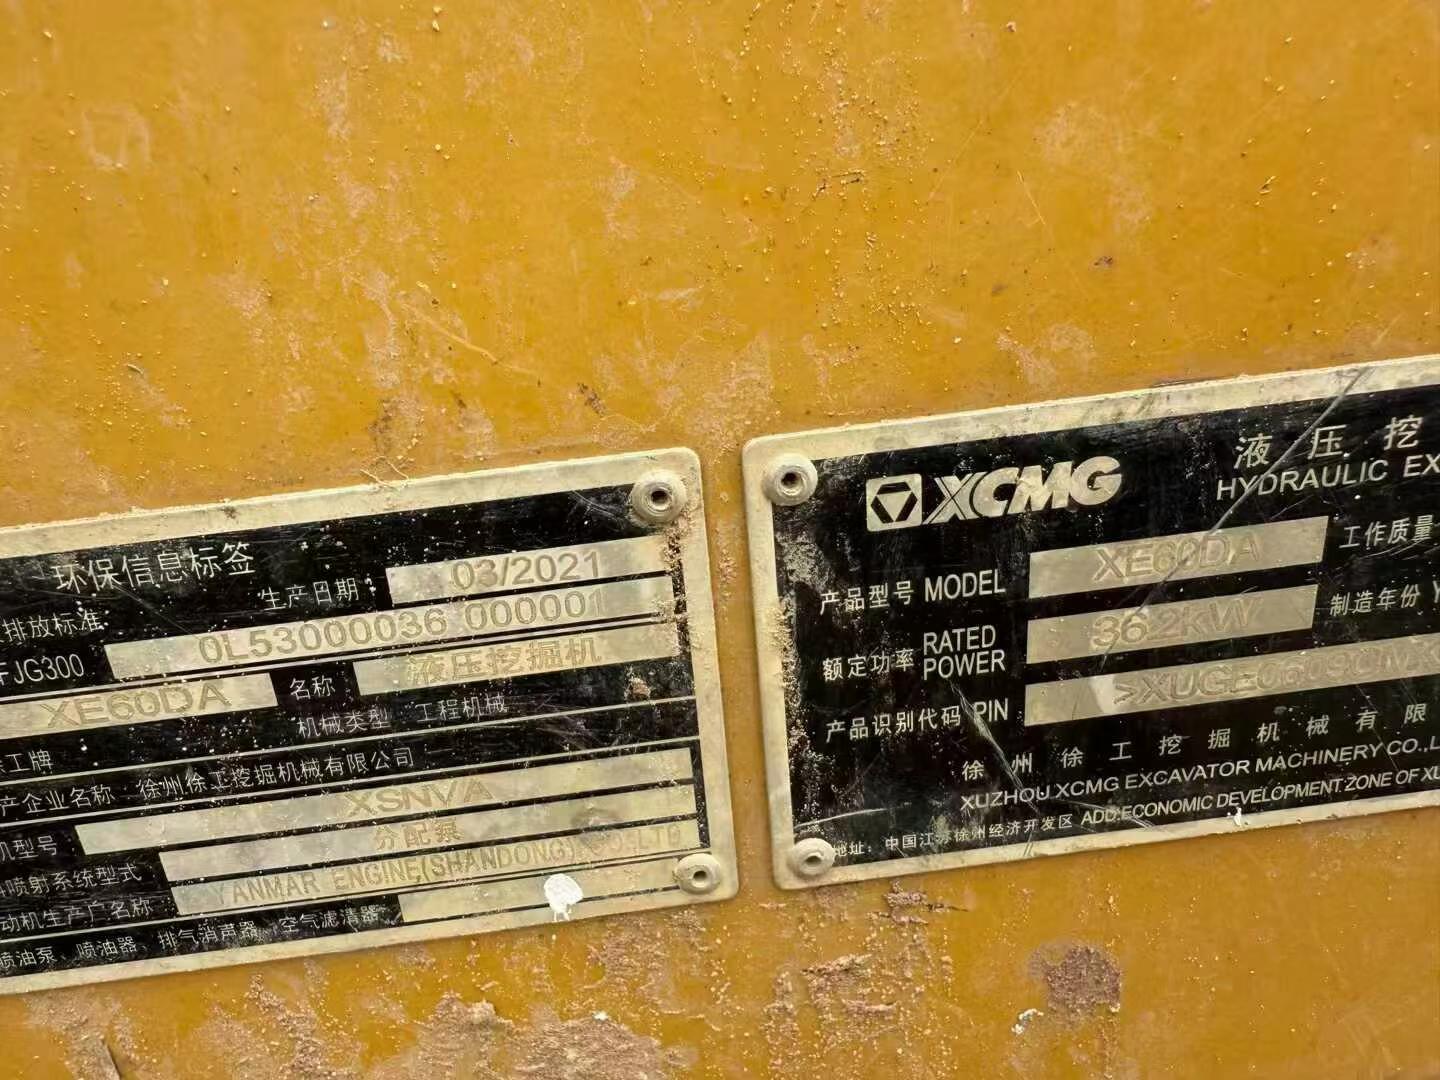 环保信息标签
排放标准
生产日期: 03/2021
JG300 0L53000036 000001
XE60DA 名称 液压挖掘机
工牌 机械类型 工程机械
产企业名称 徐州徐工挖掘机械有限公司
机型号 XSNV/A
喷射系统型式 分配泵
动机生产厂名称 YANMAR ENGINE(SHANDONG) CO.,LTD
喷油泵、喷油器、排气消声器、空气滤清器
XCMG
液压挖
HYDRAULIC EX
产品型号 MODEL XE60DA 工作质量
额定功率 RATED POWER 36.2kW 制造年份 Y
产品识别代码 PIN
徐州徐工挖掘机械有限
XUZHOU XCMG EXCAVATOR MACHINERY CO.,L
地址: 中国江苏徐州经济开发区 ADD:ECONOMIC DEVELOPMENT ZONE OF XU